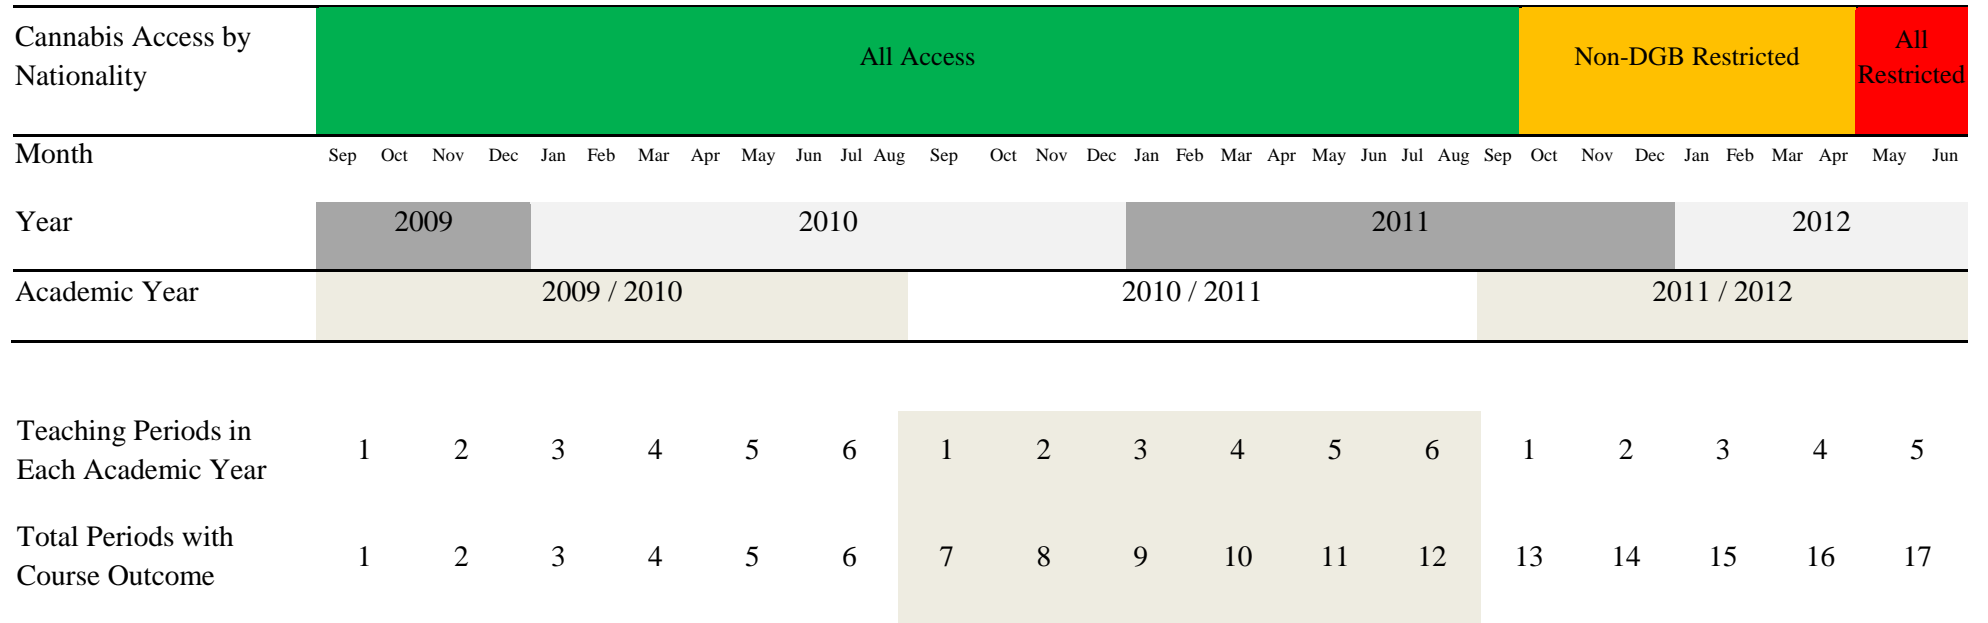 Cannabis Access by
Nationality
All Access
Non-DGB Restricted
All
Restricted
Month Sep Oct Nov Dec Jan Feb Mar Apr May Jun Jul Aug Sep Oct Nov Dec Jan Feb Mar Apr May Jun Jul Aug Sep Oct Nov Dec Jan Feb Mar Apr May Jun
Year 2009 2010 2011 2012
Academic Year 2009 / 2010 2010 / 2011 2011 / 2012
Teaching Periods in
Each Academic Year
1 2 3 4 5 6 1 2 3 4 5 6 1 2 3 4 5
Total Periods with
Course Outcome
1 2 3 4 5 6 7 8 9 10 11 12 13 14 15 16 17